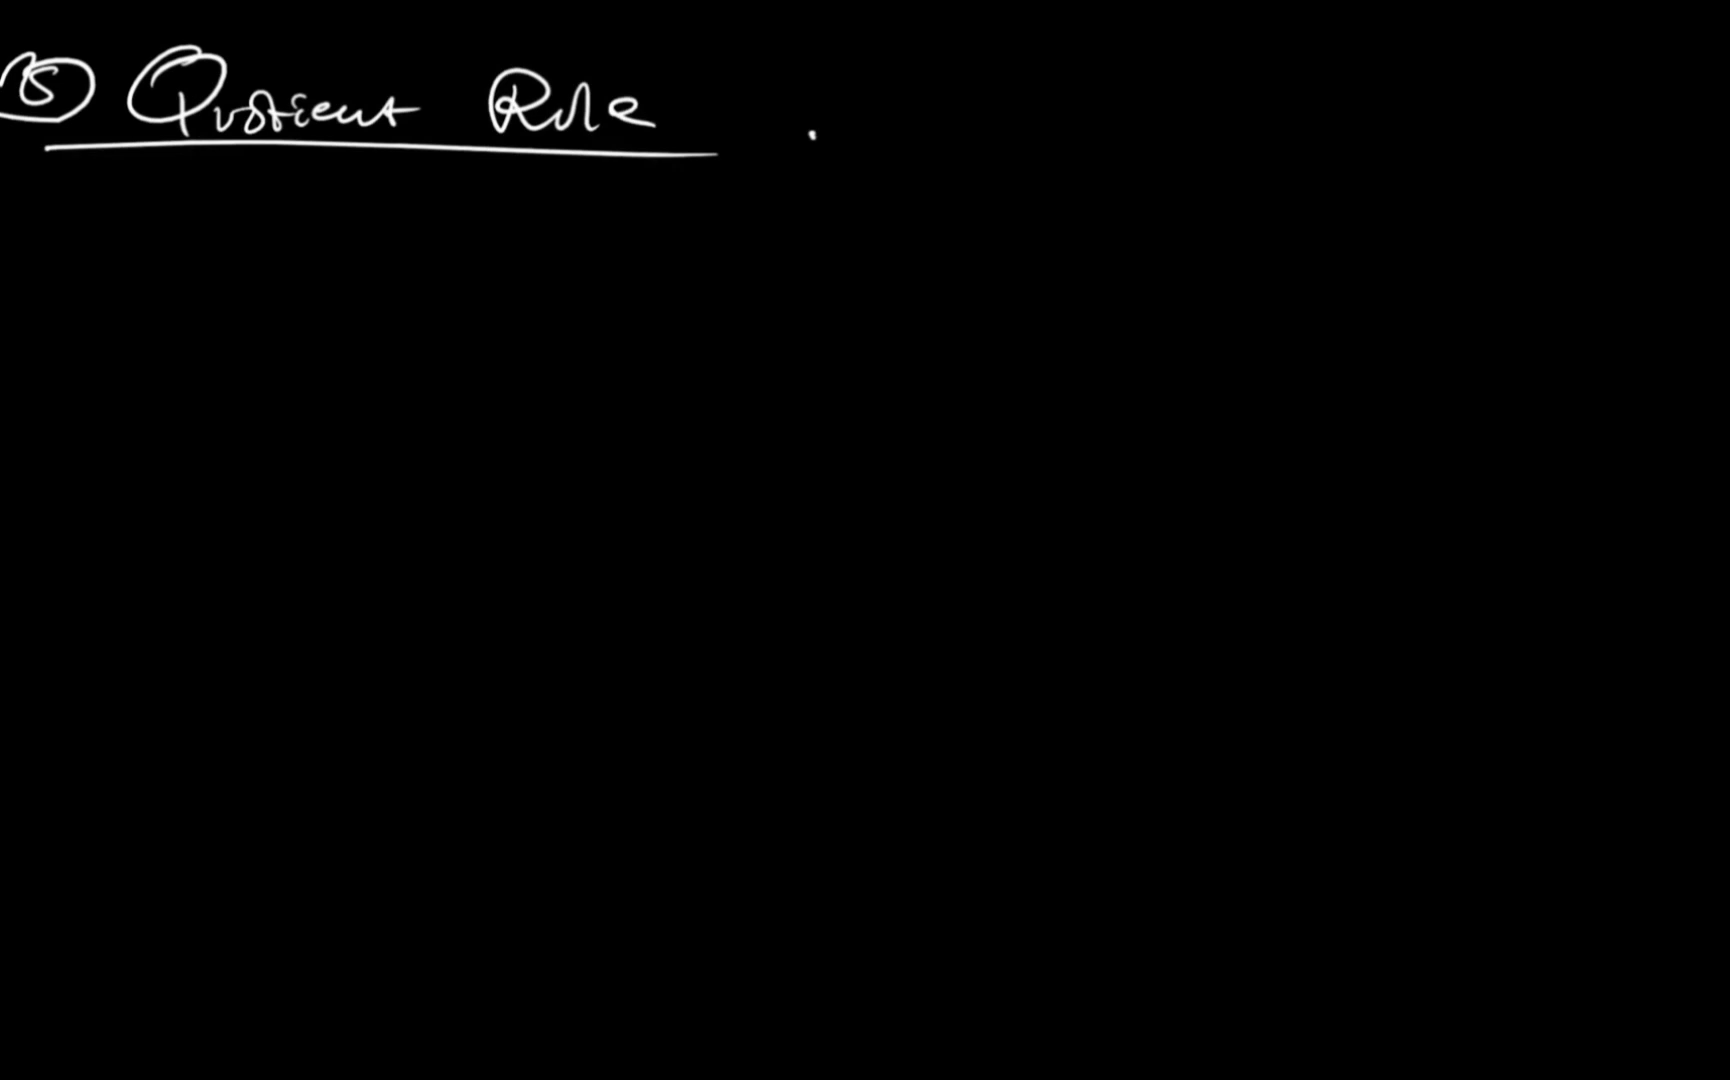 ⑤ Quotient Rule .